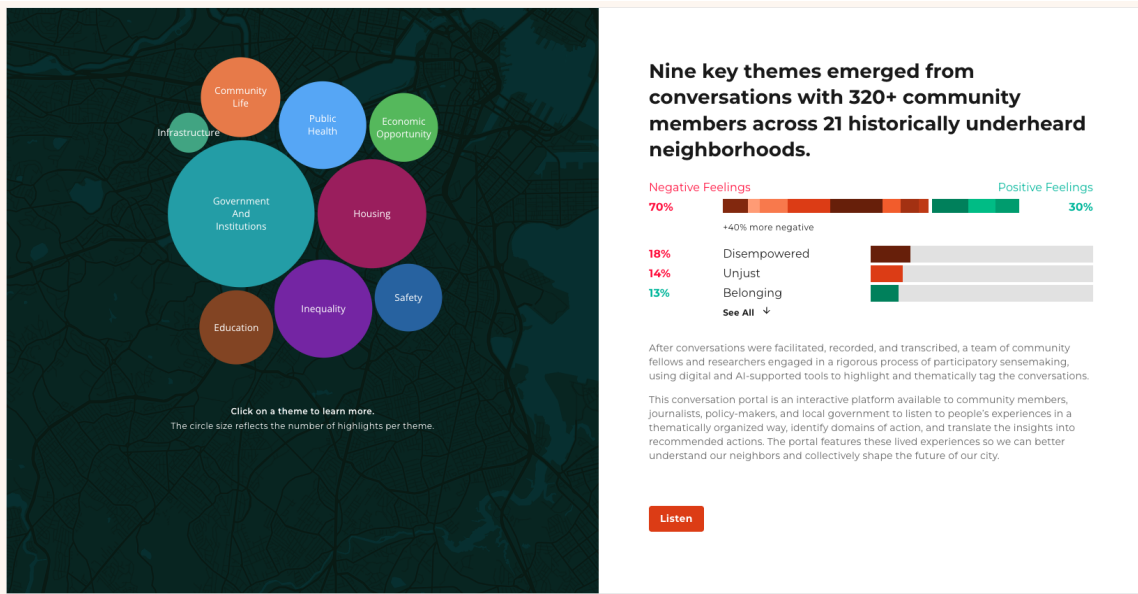 Community
Life
Infrastructure
Public
Health
Economic
Opportunity
Government
And
Institutions
Housing
Education
Inequality
Safety
Click on a theme to learn more.
The circle size reflects the number of highlights per theme.
Nine key themes emerged from
conversations with 320+ community
members across 21 historically underheard
neighborhoods.
Negative Feelings
Positive Feelings
70%
30%
+40% more negative
18% Disempowered
14% Unjust
13% Belonging
See All ↓
After conversations were facilitated, recorded, and transcribed, a team of community
fellows and researchers engaged in a rigorous process of participatory sensemaking,
using digital and AI-supported tools to highlight and thematically tag the conversations.
This conversation portal is an interactive platform available to community members,
journalists, policy-makers, and local government to listen to people's experiences in a
thematically organized way, identify domains of action, and translate the insights into
recommended actions. The portal features these lived experiences so we can better
understand our neighbors and collectively shape the future of our city.
Listen